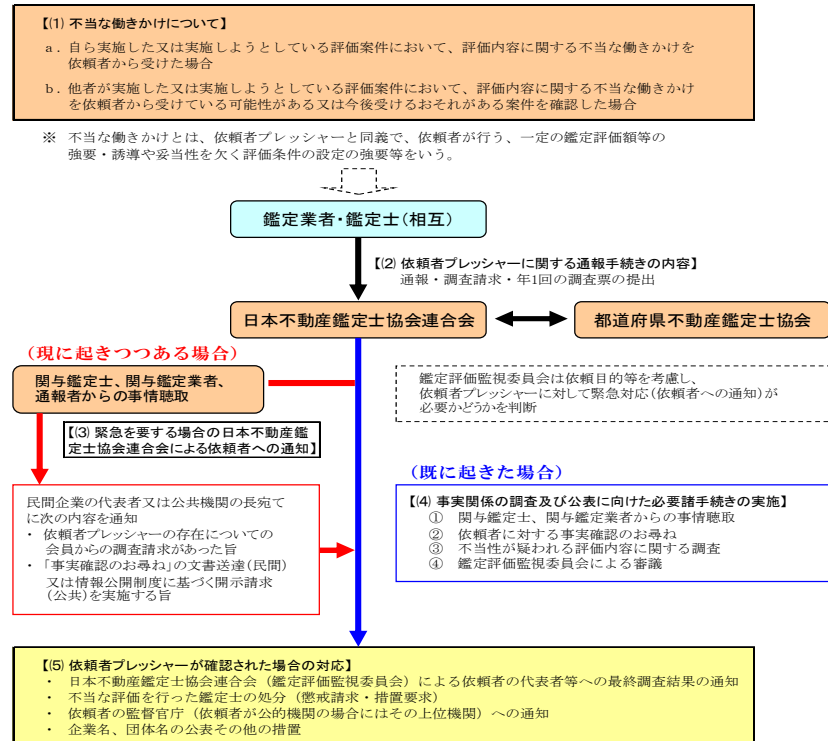 【(1) 不当な働きかけについて】
a. 自ら実施した又は実施しようとしている評価案件において、評価内容に関する不当な働きかけを
依頼者から受けた場合
b. 他者が実施した又は実施しようとしている評価案件において、評価内容に関する不当な働きかけ
を依頼者から受けている可能性がある又は今後受けるおそれがある案件を確認した場合
※ 不当な働きかけとは、依頼者プレッシャーと同義で、依頼者が行う、一定の鑑定評価額等の
強要・誘導や妥当性を欠く評価条件の設定の強要等をいう。
鑑定業者・鑑定士(相互)
【(2) 依頼者プレッシャーに関する通報手続きの内容】
通報・調査請求・年1回の調査票の提出
日本不動産鑑定士協会連合会
都道府県不動産鑑定士協会
(現に起きつつある場合)
関与鑑定士、関与鑑定業者、
通報者からの事情聴取
鑑定評価監視委員会は依頼目的等を考慮し、
依頼者プレッシャーに対して緊急対応(依頼者への通知)が
必要かどうかを判断
【(3) 緊急を要する場合の日本不動産鑑
定士協会連合会による依頼者への通知】
(既に起きた場合)
民間企業の代表者又は公共機関の長宛て
に次の内容を通知
・ 依頼者プレッシャーの存在についての
会員からの調査請求があった旨
・ 「事実確認のお尋ね」の文書送達(民間)
又は情報公開制度に基づく開示請求
(公共)を実施する旨
【(4) 事実関係の調査及び公表に向けた必要諸手続きの実施】
① 関与鑑定士、関与鑑定業者からの事情聴取
② 依頼者に対する事実確認のお尋ね
③ 不当性が疑われる評価内容に関する調査
④ 鑑定評価監視委員会による審議
【(5) 依頼者プレッシャーが確認された場合の対応】
・ 日本不動産鑑定士協会連合会(鑑定評価監視委員会)による依頼者の代表者等への最終調査結果の通知
・ 不当な評価を行った鑑定士の処分(懲戒請求・措置要求)
・ 依頼者の監督官庁(依頼者が公的機関の場合にはその上位機関)への通知
・ 企業名、団体名の公表その他の措置